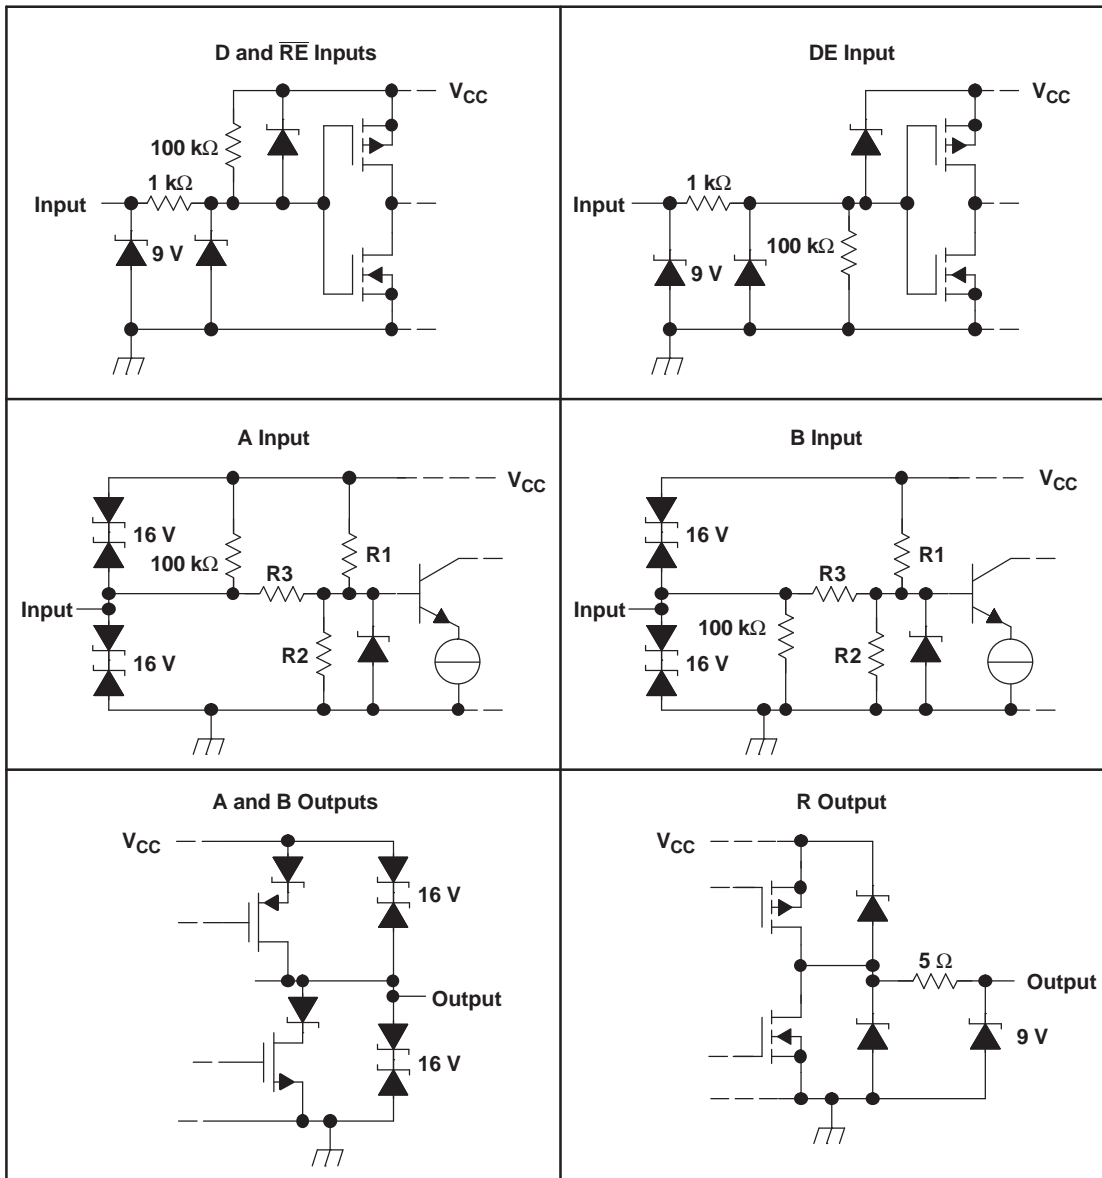 D and R̅E̅ Inputs
VCC
100 kΩ
1 kΩ
Input
9 V
DE Input
VCC
1 kΩ
Input
100 kΩ
9 V
A Input
VCC
16 V
100 kΩ
R1
R3
Input
R2
16 V
B Input
VCC
16 V
R1
R3
Input
100 kΩ
R2
16 V
A and B Outputs
VCC
16 V
Output
16 V
R Output
VCC
5 Ω
Output
9 V